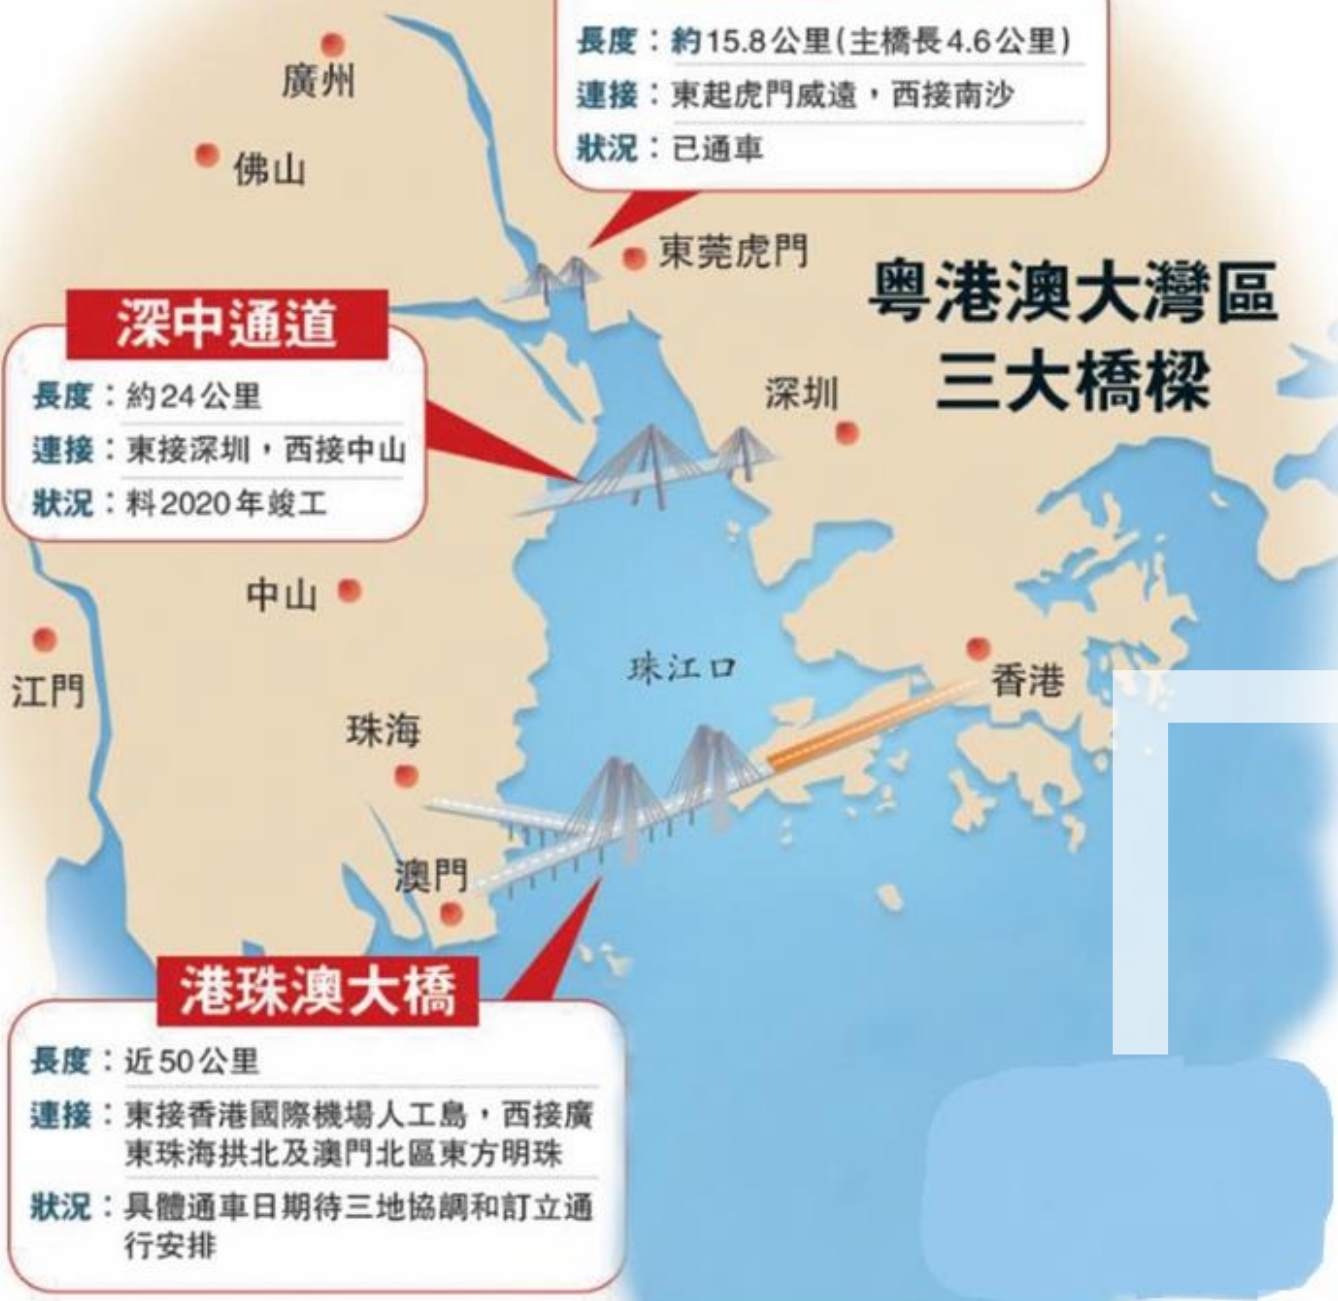 長度：約15.8公里(主橋長4.6公里)
連接：東起虎門威遠，西接南沙
狀況：已通車
廣州
佛山
東莞虎門
粵港澳大灣區
三大橋樑
深中通道
長度：約24公里
連接：東接深圳，西接中山
狀況：料2020年竣工
深圳
中山
江門
珠江口
香港
珠海
澳門
港珠澳大橋
長度：近50公里
連接：東接香港國際機場人工島，西接廣
東珠海拱北及澳門北區東方明珠
狀況：具體通車日期待三地協調和訂立通
行安排